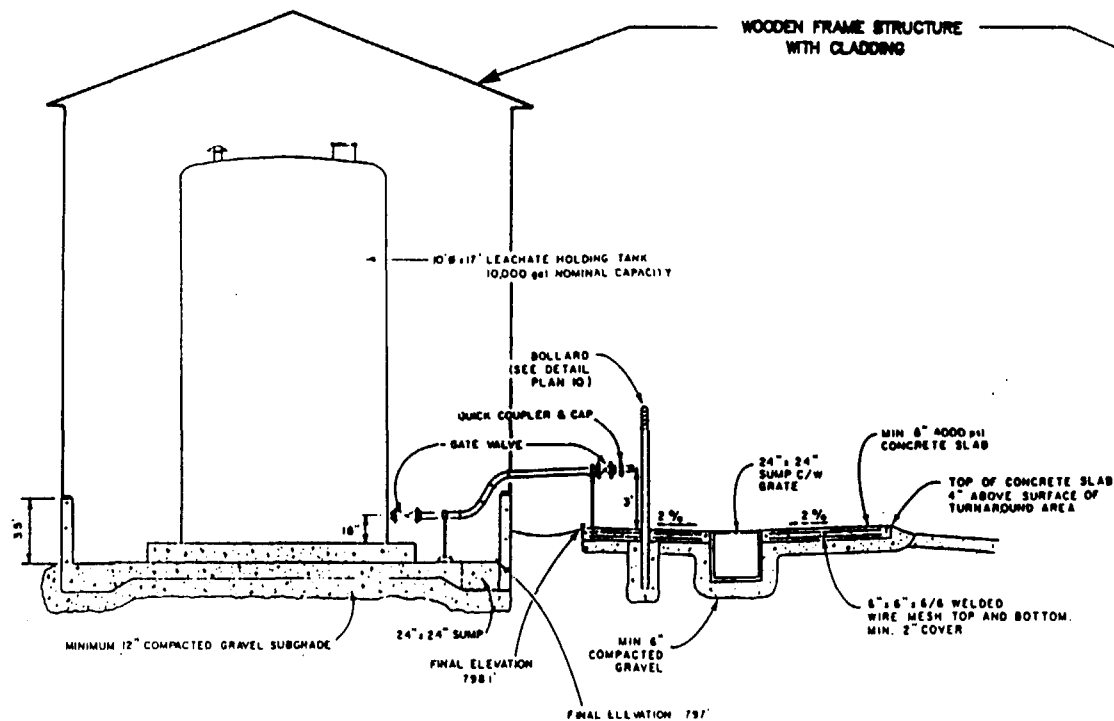 WOODEN FRAME STRUCTURE
WITH CLADDING
10'Ø x 17' LEACHATE HOLDING TANK
10,000 gal NOMINAL CAPACITY
BOLLARD
(SEE DETAIL
PLAN 10)
QUICK COUPLER & CAP
GATE VALVE
MIN 6" 4000 psi
CONCRETE SLAB
24" x 24"
SUMP C/W
GRATE
TOP OF CONCRETE SLAB
4" ABOVE SURFACE OF
TURNAROUND AREA
3'
2 %
2 %
18"
6" x 6" x 6/6 WELDED
WIRE MESH TOP AND BOTTOM.
MIN. 2" COVER
MINIMUM 12" COMPACTED GRAVEL SUBGRADE
24" x 24" SUMP
MIN 6"
COMPACTED
GRAVEL
FINAL ELEVATION
FINAL ELEVATION 797'